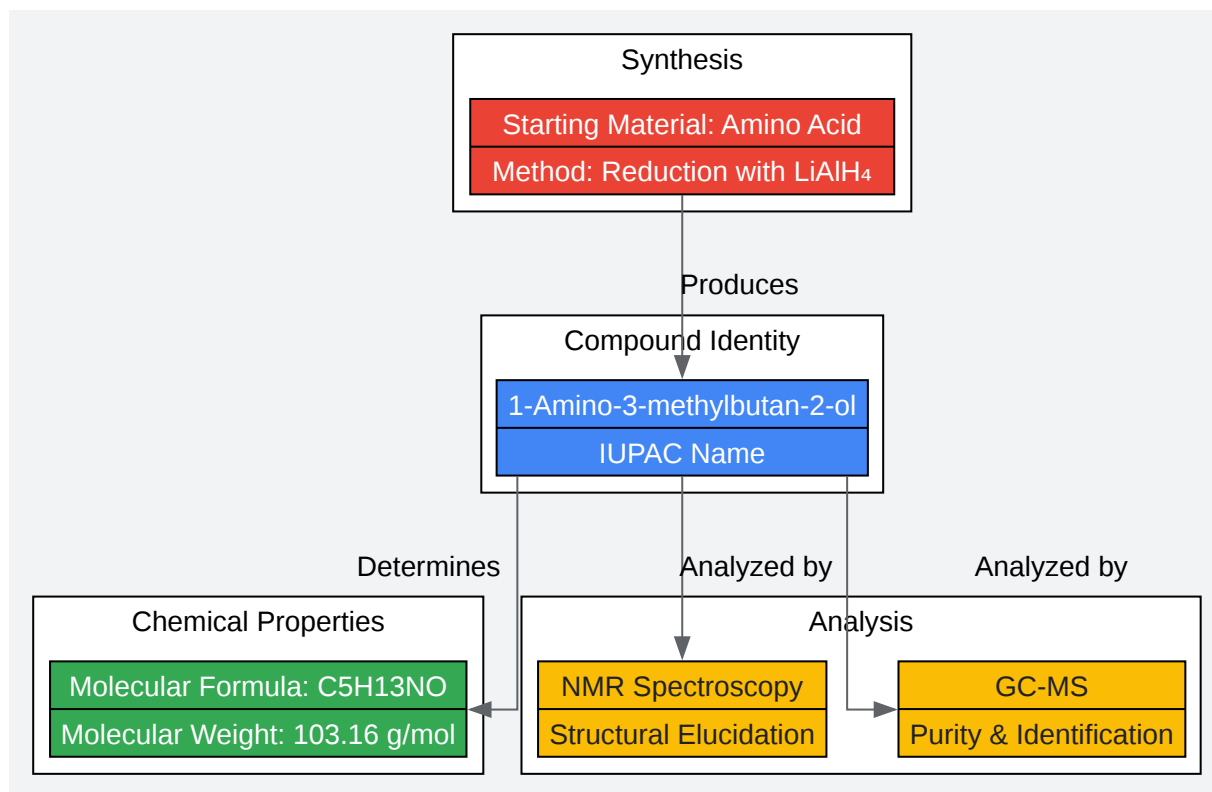 Synthesis
Starting Material: Amino Acid
Method: Reduction with LiAlH₄
Produces
Compound Identity
1-Amino-3-methylbutan-2-ol
IUPAC Name
Determines
Analyzed by
Analyzed by
Chemical Properties
Molecular Formula: C5H13NO
Molecular Weight: 103.16 g/mol
Analysis
NMR Spectroscopy
Structural Elucidation
GC-MS
Purity & Identification